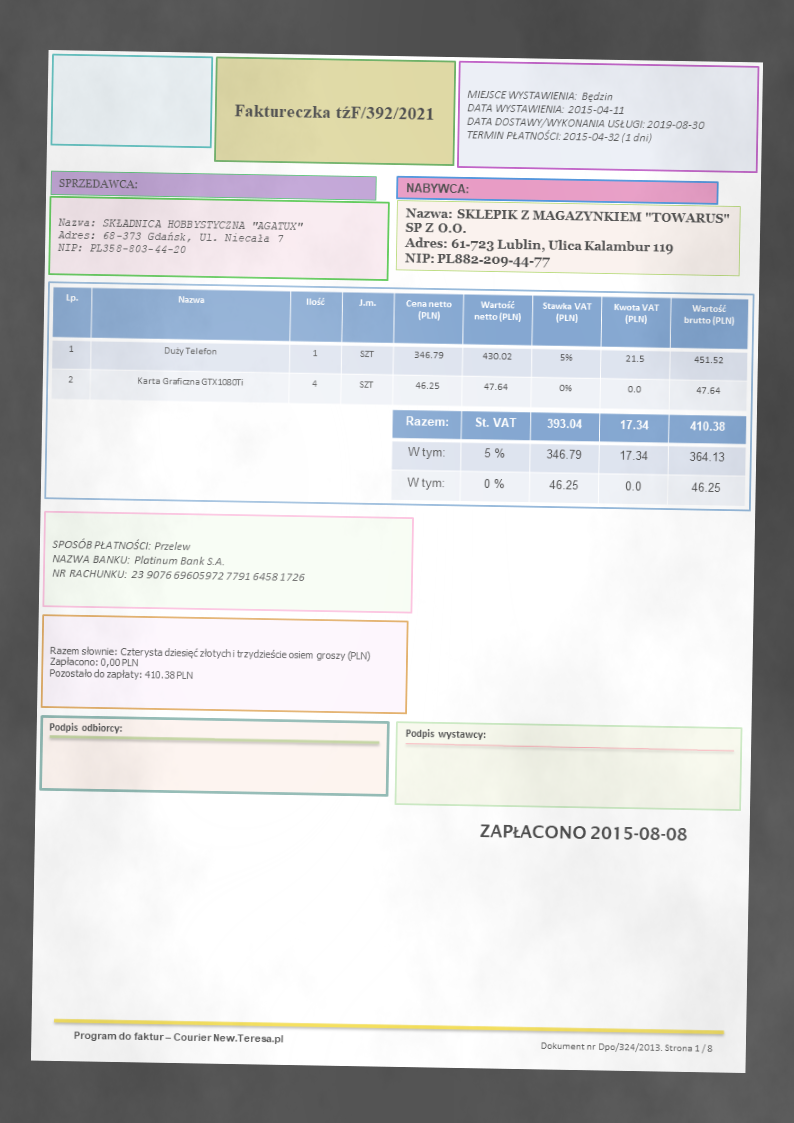 Faktureczka tźF/392/2021
MIEJSCE WYSTAWIENIA: Będzin
DATA WYSTAWIENIA: 2015-04-11
DATA DOSTAWY/WYKONANIA USŁUGI: 2019-08-30
TERMIN PŁATNOŚCI: 2015-04-32 (1 dni)
SPRZEDAWCA:
Nazwa: SKŁADNICA HOBBYSTYCZNA "AGATUX"
Adres: 68-373 Gdańsk, Ul. Niecała 7
NIP: PL358-803-44-20
NABYWCA:
Nazwa: SKLEPIK Z MAGAZYNKIEM "TOWARUS"
SP Z O.O.
Adres: 61-723 Lublin, Ulica Kalambur 119
NIP: PL882-209-44-77
Lp. Nazwa Ilość J.m. Cena netto (PLN) Wartość netto (PLN) Stawka VAT (PLN) Kwota VAT (PLN) Wartość brutto (PLN)
1 Duży Telefon 1 SZT 346.79 430.02 5% 21.5 451.52
2 Karta Graficzna GTX1080Ti 4 SZT 46.25 47.64 0% 0.0 47.64
Razem: St. VAT 393.04 17.34 410.38
W tym: 5 % 346.79 17.34 364.13
W tym: 0 % 46.25 0.0 46.25
SPOSÓB PŁATNOŚCI: Przelew
NAZWA BANKU: Platinum Bank S.A.
NR RACHUNKU: 23 9076 69605972 7791 6458 1726
Razem słownie: Czterysta dziesięć złotych i trzydzieście osiem groszy (PLN)
Zapłacono: 0,00 PLN
Pozostało do zapłaty: 410.38 PLN
Podpis odbiorcy:
Podpis wystawcy:
ZAPŁACONO 2015-08-08
Program do faktur – Courier New.Teresa.pl
Dokument nr Dpo/324/2013. Strona 1 / 8